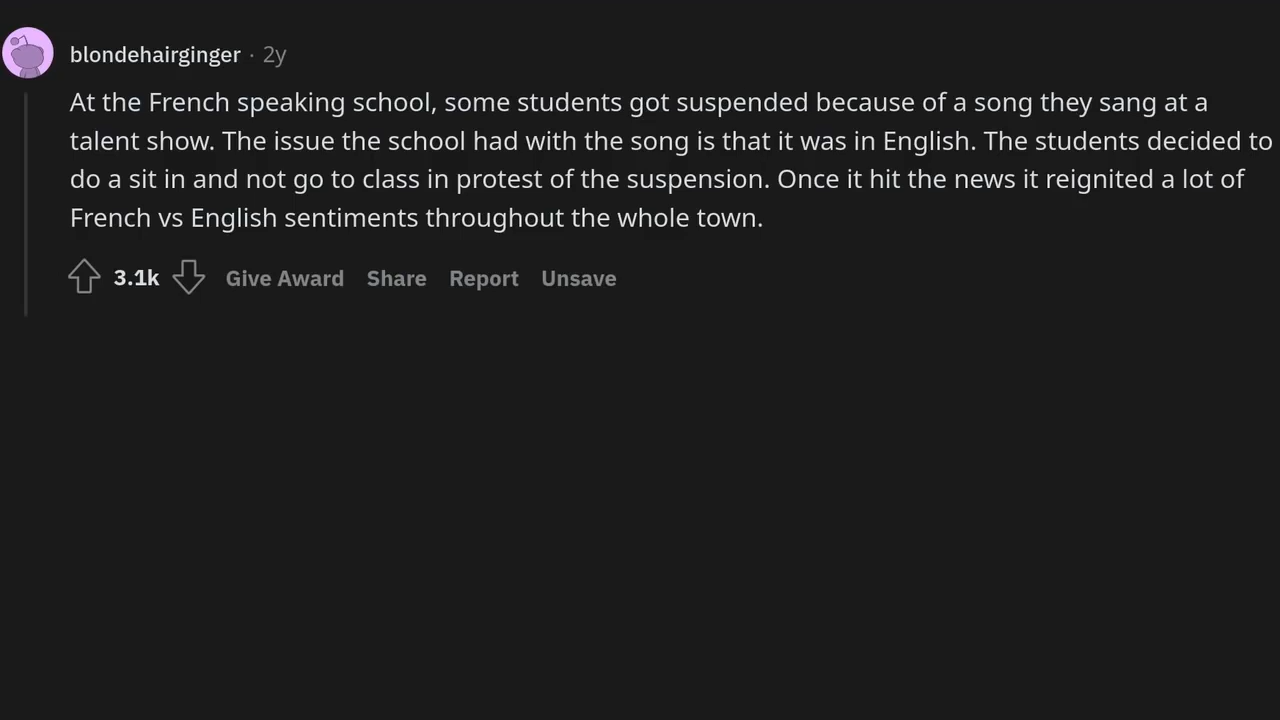 blondehairginger · 2y
At the French speaking school, some students got suspended because of a song they sang at a
talent show. The issue the school had with the song is that it was in English. The students decided to
do a sit in and not go to class in protest of the suspension. Once it hit the news it reignited a lot of
French vs English sentiments throughout the whole town.
3.1k Give Award Share Report Unsave